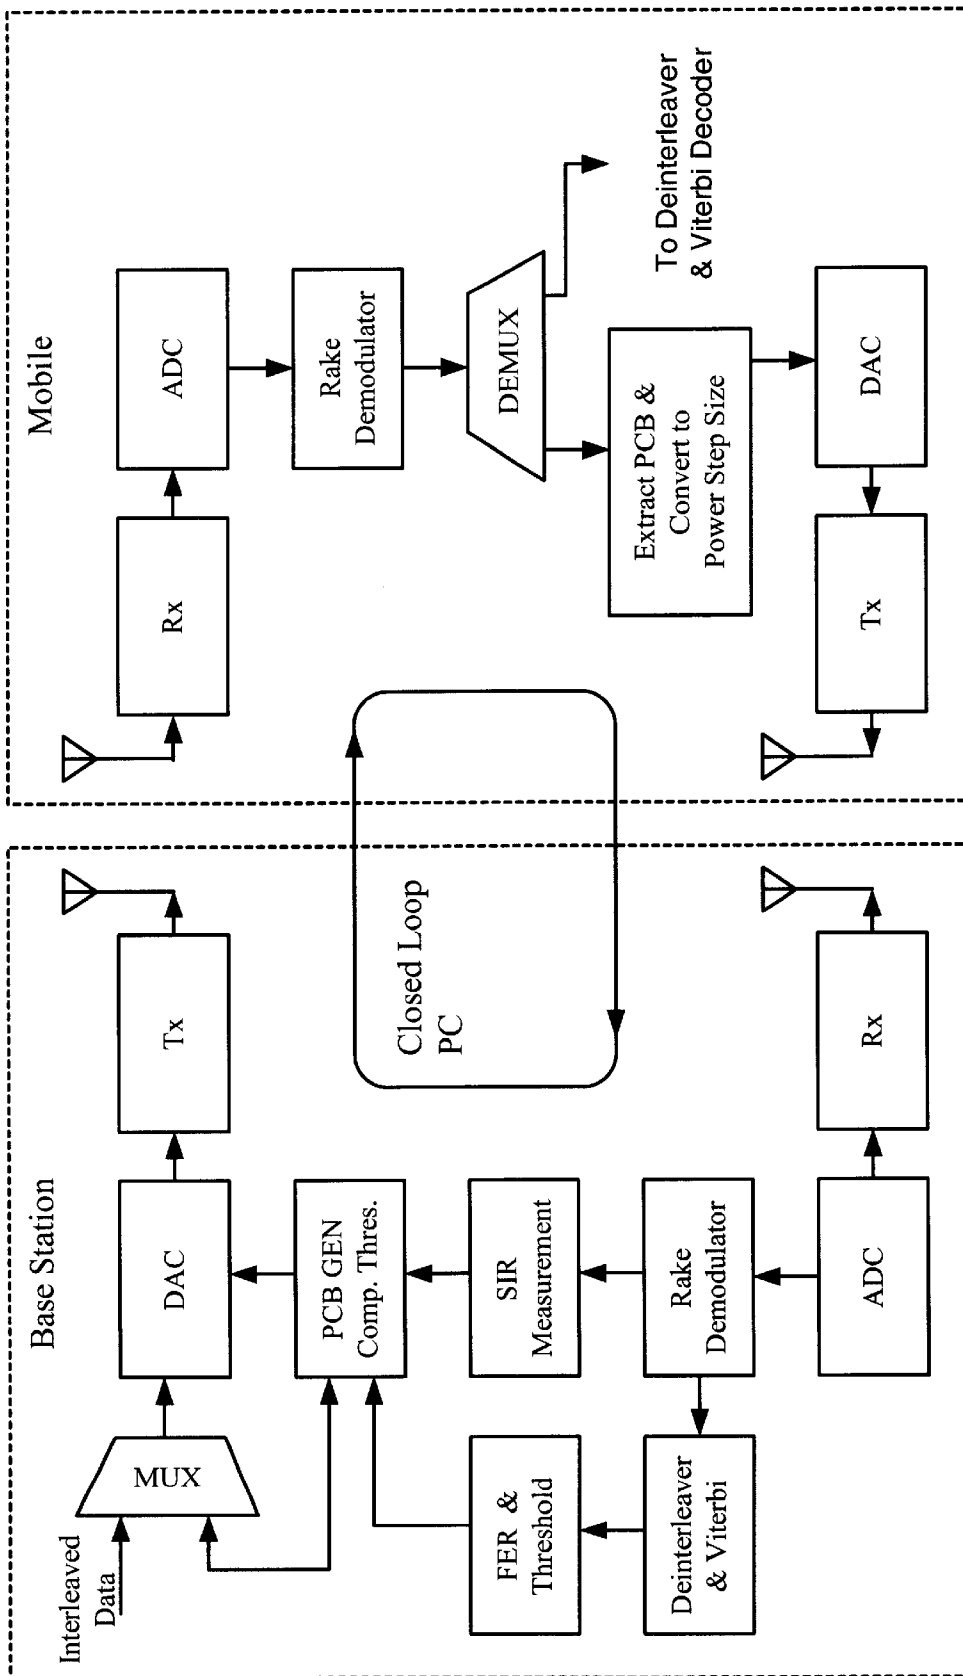 Base Station
Interleaved
Data
MUX
DAC
Tx
PCB GEN
Comp. Thres.
FER &
Threshold
SIR
Measurement
Deinterleaver
& Viterbi
Rake
Demodulator
ADC
Rx
Closed Loop
PC
Mobile
Rx
ADC
Rake
Demodulator
DEMUX
To Deinterleaver
& Viterbi Decoder
Extract PCB &
Convert to
Power Step Size
DAC
Tx